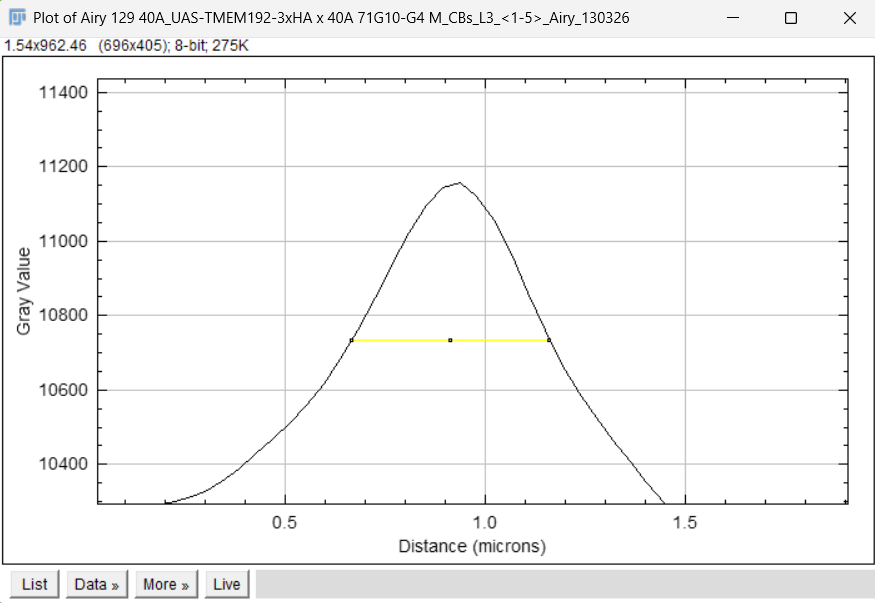 Plot of Airy 129 40A_UAS-TMEM192-3xHA x 40A 71G10-G4 M_CBs_L3_<1-5>_Airy_130326
1.54x962.46 (696x405); 8-bit; 275K
11400
11200
11000
10800
10600
10400
Gray Value
0.5 1.0 1.5
Distance (microns)
List Data » More » Live